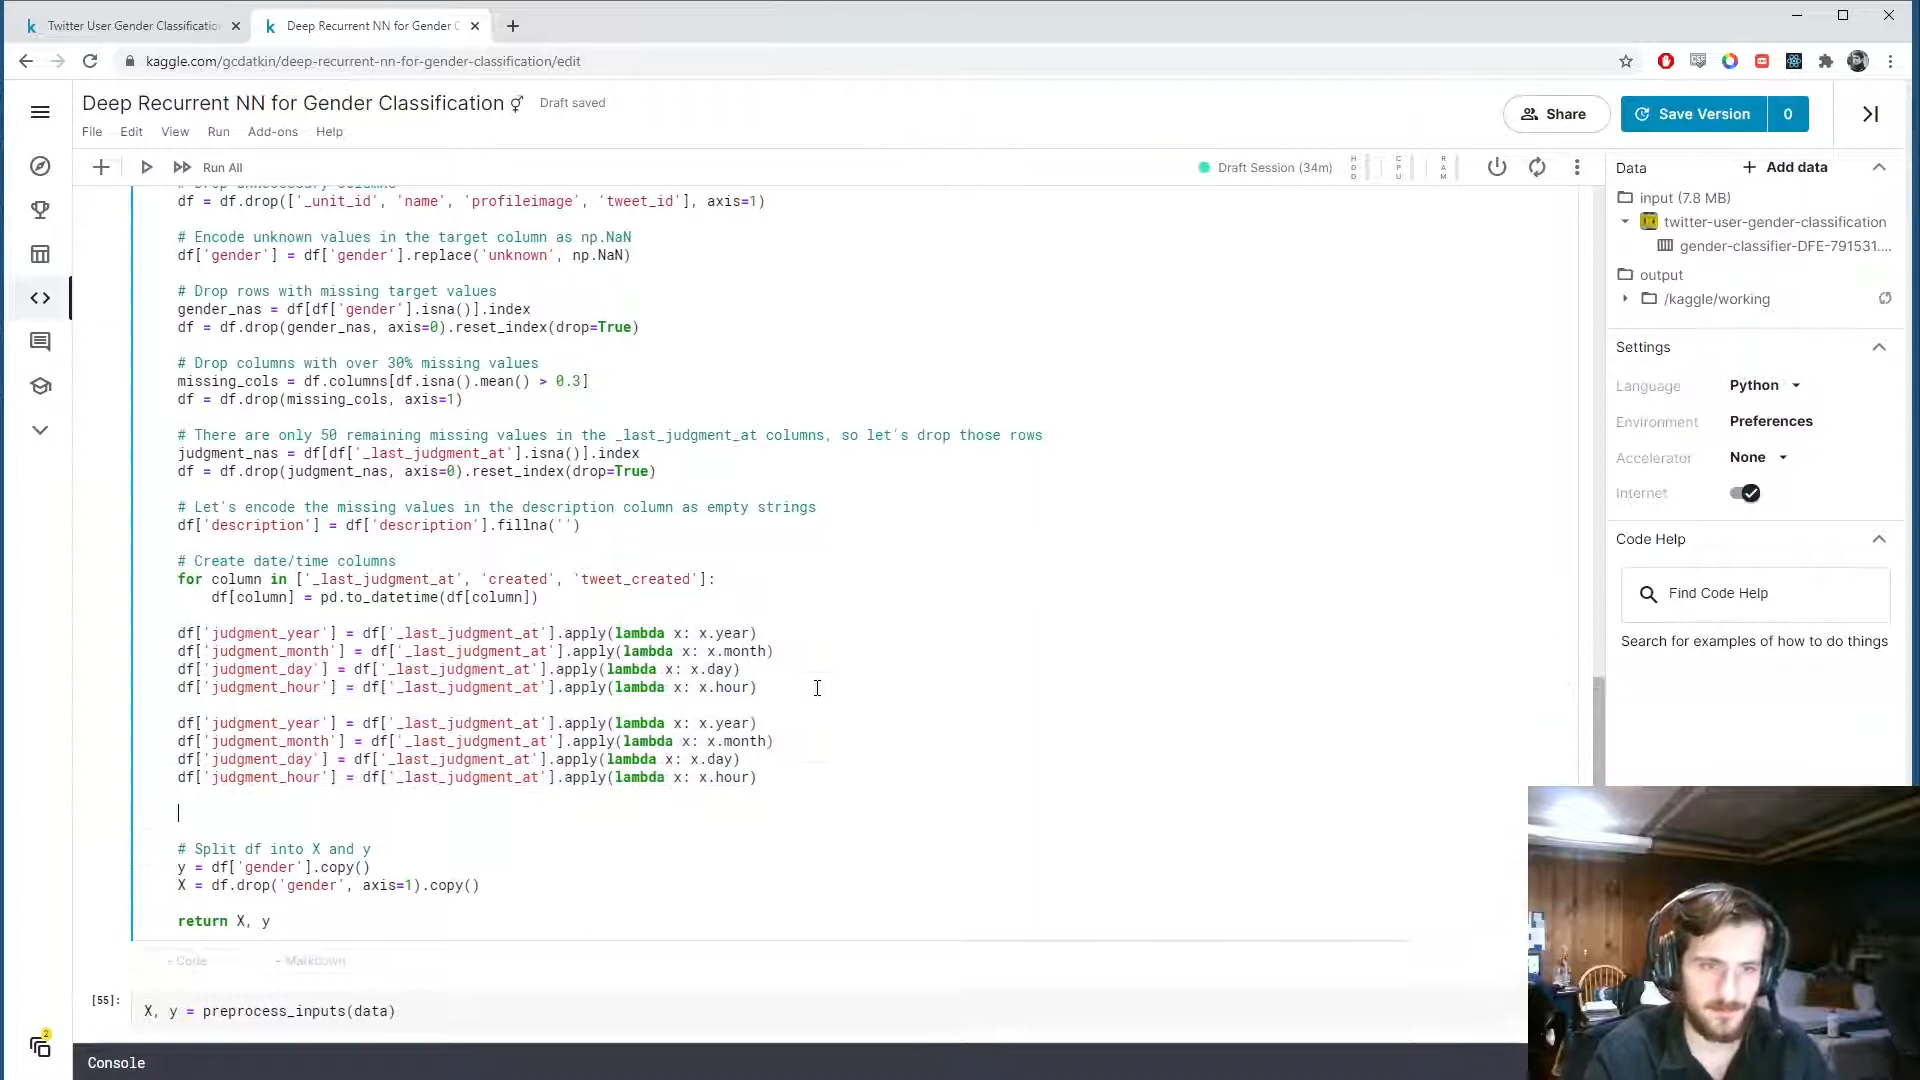 Twitter User Gender Classification
Deep Recurrent NN for Gender C
kaggle.com/gcdatkin/deep-recurrent-nn-for-gender-classification/edit
Deep Recurrent NN for Gender Classification ⚥
Draft saved
Share
Save Version
0
File Edit View Run Add-ons Help
Run All
Draft Session (34m)
HDD
CPU
RAM
# Drop unnecessary columns
df = df.drop(['_unit_id', 'name', 'profileimage', 'tweet_id'], axis=1)
# Encode unknown values in the target column as np.NaN
df['gender'] = df['gender'].replace('unknown', np.NaN)
# Drop rows with missing target values
gender_nas = df[df['gender'].isna()].index
df = df.drop(gender_nas, axis=0).reset_index(drop=True)
# Drop columns with over 30% missing values
missing_cols = df.columns[df.isna().mean() > 0.3]
df = df.drop(missing_cols, axis=1)
# There are only 50 remaining missing values in the _last_judgment_at columns, so let's drop those rows
judgment_nas = df[df['_last_judgment_at'].isna()].index
df = df.drop(judgment_nas, axis=0).reset_index(drop=True)
# Let's encode the missing values in the description column as empty strings
df['description'] = df['description'].fillna('')
# Create date/time columns
for column in ['_last_judgment_at', 'created', 'tweet_created']:
df[column] = pd.to_datetime(df[column])
df['judgment_year'] = df['_last_judgment_at'].apply(lambda x: x.year)
df['judgment_month'] = df['_last_judgment_at'].apply(lambda x: x.month)
df['judgment_day'] = df['_last_judgment_at'].apply(lambda x: x.day)
df['judgment_hour'] = df['_last_judgment_at'].apply(lambda x: x.hour)
df['judgment_year'] = df['_last_judgment_at'].apply(lambda x: x.year)
df['judgment_month'] = df['_last_judgment_at'].apply(lambda x: x.month)
df['judgment_day'] = df['_last_judgment_at'].apply(lambda x: x.day)
df['judgment_hour'] = df['_last_judgment_at'].apply(lambda x: x.hour)
# Split df into X and y
y = df['gender'].copy()
X = df.drop('gender', axis=1).copy()
return X, y
+ Code
+ Markdown
[55]:
X, y = preprocess_inputs(data)
Console
2
Data
+ Add data
input (7.8 MB)
twitter-user-gender-classification
gender-classifier-DFE-791531....
output
/kaggle/working
Settings
Language Python
Environment Preferences
Accelerator None
Internet
Code Help
Find Code Help
Search for examples of how to do things